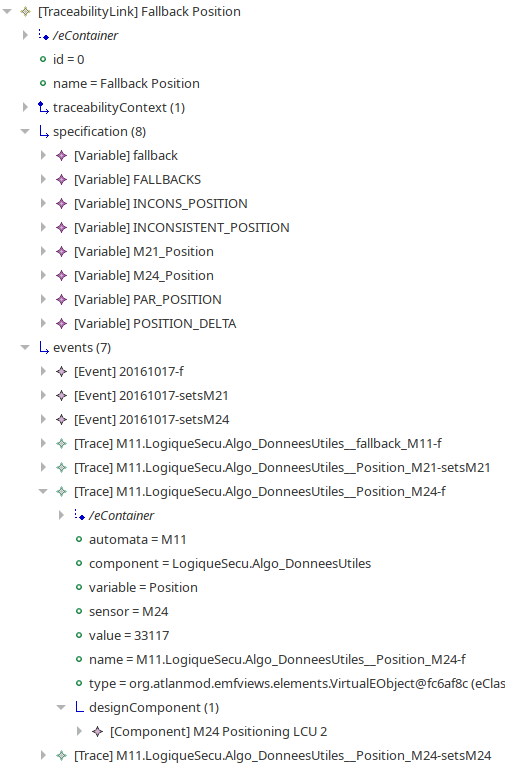 [TraceabilityLink] Fallback Position
/eContainer
id = 0
name = Fallback Position
traceabilityContext (1)
specification (8)
[Variable] fallback
[Variable] FALLBACKS
[Variable] INCONS_POSITION
[Variable] INCONSISTENT_POSITION
[Variable] M21_Position
[Variable] M24_Position
[Variable] PAR_POSITION
[Variable] POSITION_DELTA
events (7)
[Event] 20161017-f
[Event] 20161017-setsM21
[Event] 20161017-setsM24
[Trace] M11.LogiqueSecu.Algo_DonneesUtiles__fallback_M11-f
[Trace] M11.LogiqueSecu.Algo_DonneesUtiles__Position_M21-setsM21
[Trace] M11.LogiqueSecu.Algo_DonneesUtiles__Position_M24-f
/eContainer
automata = M11
component = LogiqueSecu.Algo_DonneesUtiles
variable = Position
sensor = M24
value = 33117
name = M11.LogiqueSecu.Algo_DonneesUtiles__Position_M24-f
type = org.atlanmod.emfviews.elements.VirtualEObject@fc6af8c (eClas
designComponent (1)
[Component] M24 Positioning LCU 2
[Trace] M11.LogiqueSecu.Algo_DonneesUtiles__Position_M24-setsM24